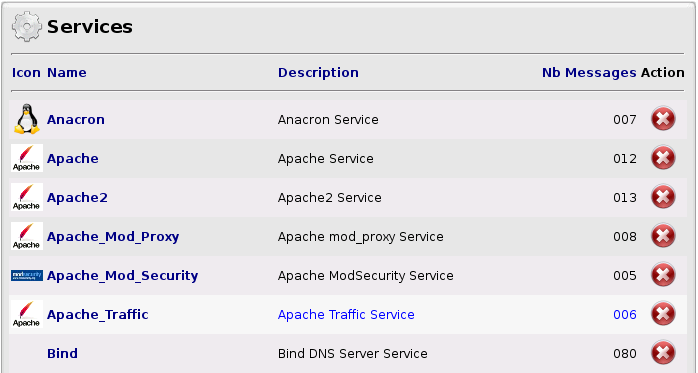 Services
Icon Name Description Nb Messages Action
Anacron Anacron Service 007
Apache Apache Apache Service 012
Apache Apache2 Apache2 Service 013
Apache Apache_Mod_Proxy Apache mod_proxy Service 008
modsecurity Apache_Mod_Security Apache ModSecurity Service 005
Apache Apache_Traffic Apache Traffic Service 006
Bind Bind DNS Server Service 080